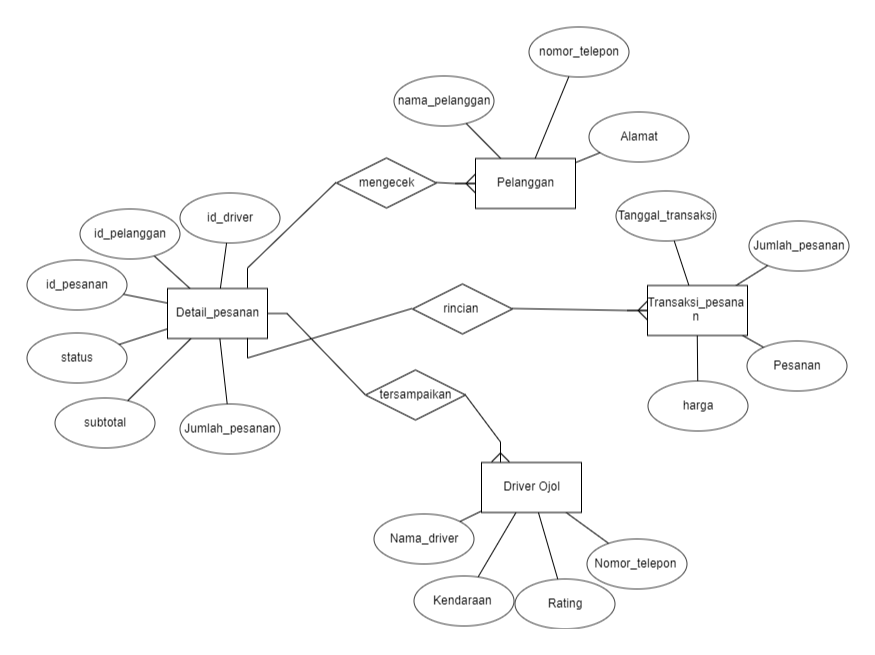 nomor_telepon
nama_pelanggan
Alamat
mengecek
Pelanggan
id_driver
Tanggal_transaksi
id_pelanggan
Jumlah_pesanan
id_pesanan
Detail_pesanan
rincian
Transaksi_pesana
n
status
Pesanan
tersampaikan
harga
subtotal
Jumlah_pesanan
Driver Ojol
Nama_driver
Nomor_telepon
Kendaraan
Rating